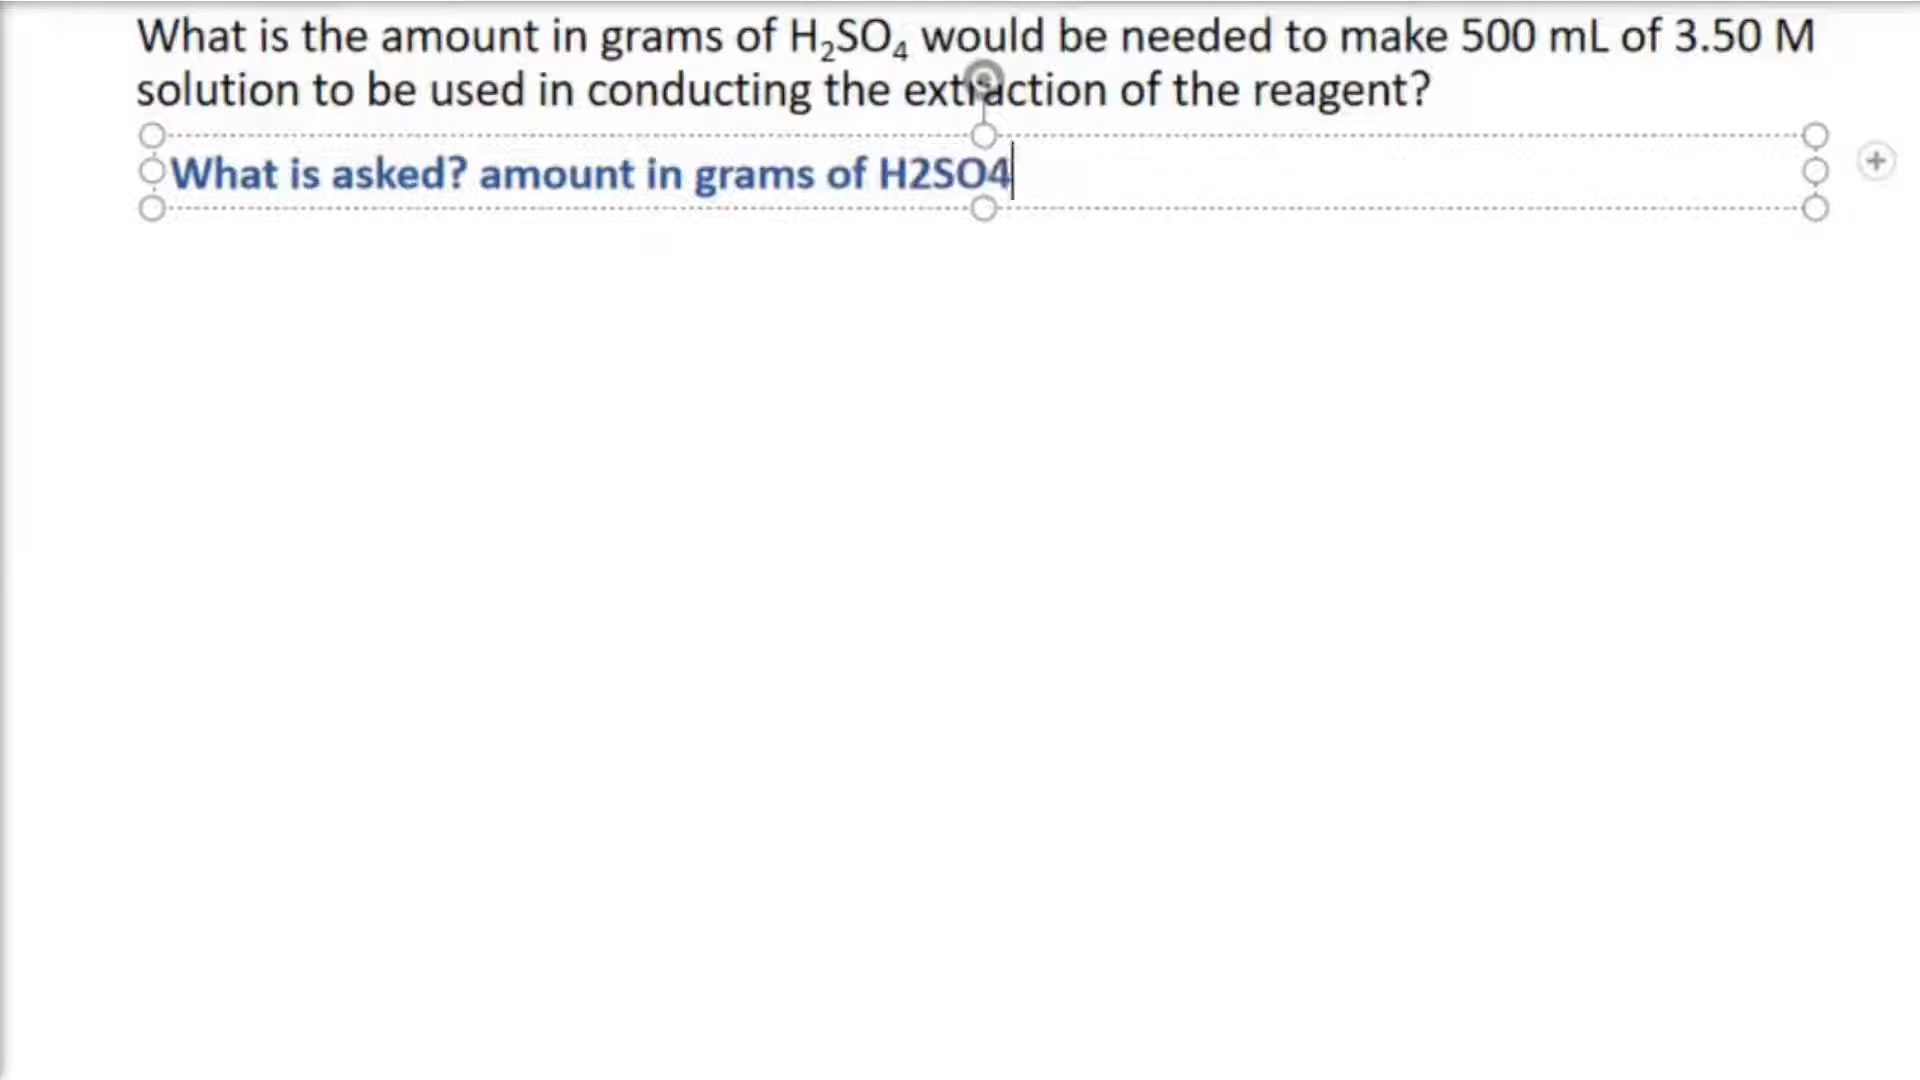 What is the amount in grams of H₂SO₄ would be needed to make 500 mL of 3.50 M
solution to be used in conducting the extraction of the reagent?
What is asked? amount in grams of H2SO4